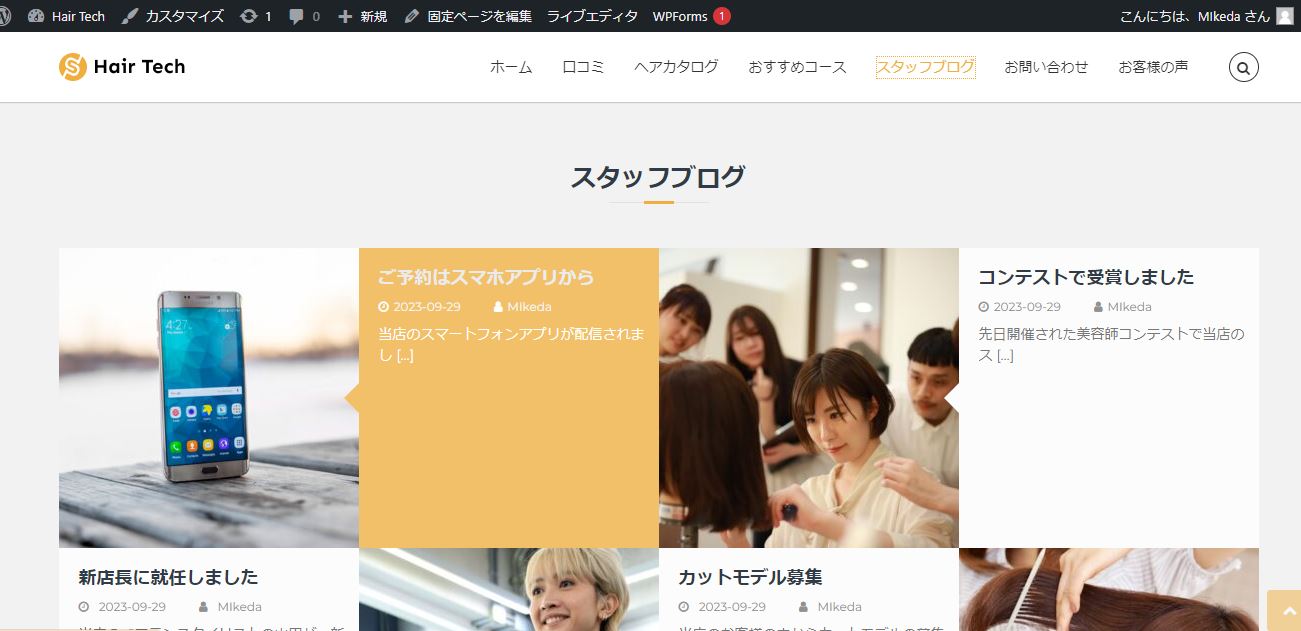 Hair Tech カスタマイズ 1 0 新規 固定ページを編集 ライブエディタ WPForms 1 こんにちは、MIkeda さん
Hair Tech ホーム 口コミ ヘアカタログ おすすめコース スタッフブログ お問い合わせ お客様の声
スタッフブログ
ご予約はスマホアプリから
2023-09-29 MIkeda
当店のスマートフォンアプリが配信されま
し [...]
コンテストで受賞しました
2023-09-29 MIkeda
先日開催された美容師コンテストで当店の
ス [...]
4:27
新店長に就任しました
2023-09-29 MIkeda
カットモデル募集
2023-09-29 MIkeda